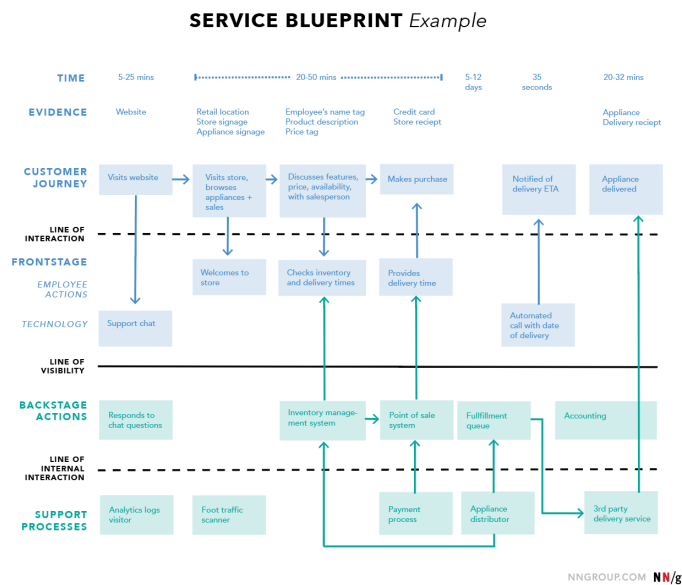 SERVICE BLUEPRINT Example
TIME
5-25 mins
20-50 mins
5-12
days
35
seconds
20-32 mins
EVIDENCE
Website
Retail location
Store signage
Appliance signage
Employee's name tag
Product description
Price tag
Credit card
Store reciept
Appliance
Delivery reciept
CUSTOMER
JOURNEY
Visits website
Visits store,
browses
appliances +
sales
Discusses features,
price, availability,
with salesperson
Makes purchase
Notified of
delivery ETA
Appliance
delivered
LINE OF
INTERACTION
FRONTSTAGE
EMPLOYEE
ACTIONS
Welcomes to
store
Checks inventory
and delivery times
Provides
delivery time
TECHNOLOGY
Support chat
Automated
call with date
of delivery
LINE OF
VISIBILITY
BACKSTAGE
ACTIONS
Responds to
chat questions
Inventory manage-
ment system
Point of sale
system
Fullfillment
queue
Accounting
LINE OF
INTERNAL
INTERACTION
SUPPORT
PROCESSES
Analytics logs
visitor
Foot traffic
scanner
Payment
process
Appliance
distributor
3rd party
delivery service
NNGROUP.COM NN/g